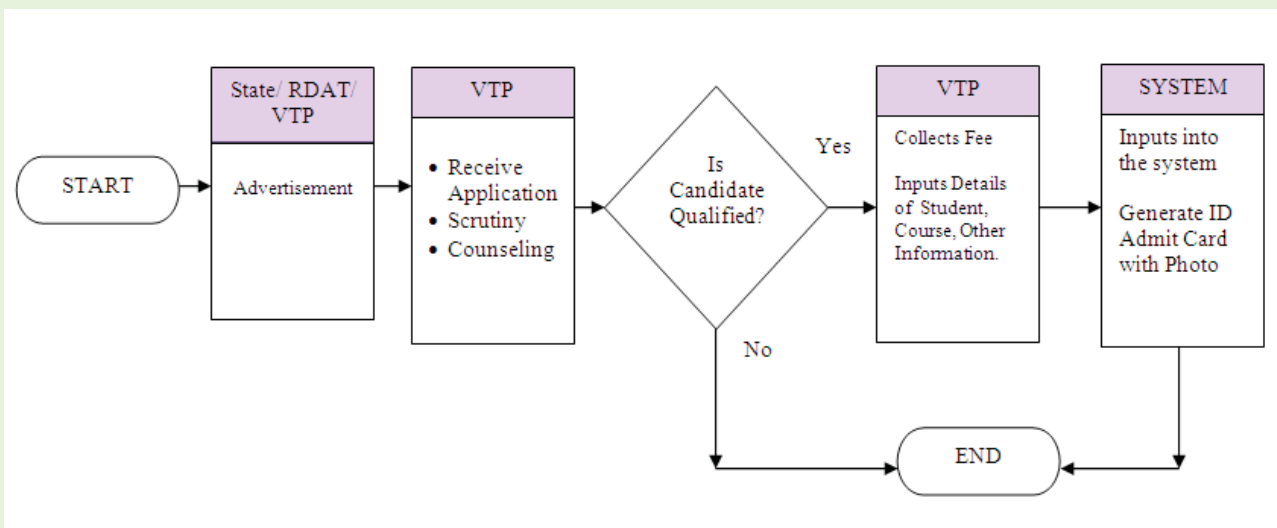 START
State/ RDAT/
VTP
Advertisement
VTP
• Receive
Application
• Scrutiny
• Counseling
Is
Candidate
Qualified?
Yes
No
VTP
Collects Fee
Inputs Details
of Student,
Course, Other
Information.
SYSTEM
Inputs into
the system
Generate ID
Admit Card
with Photo
END